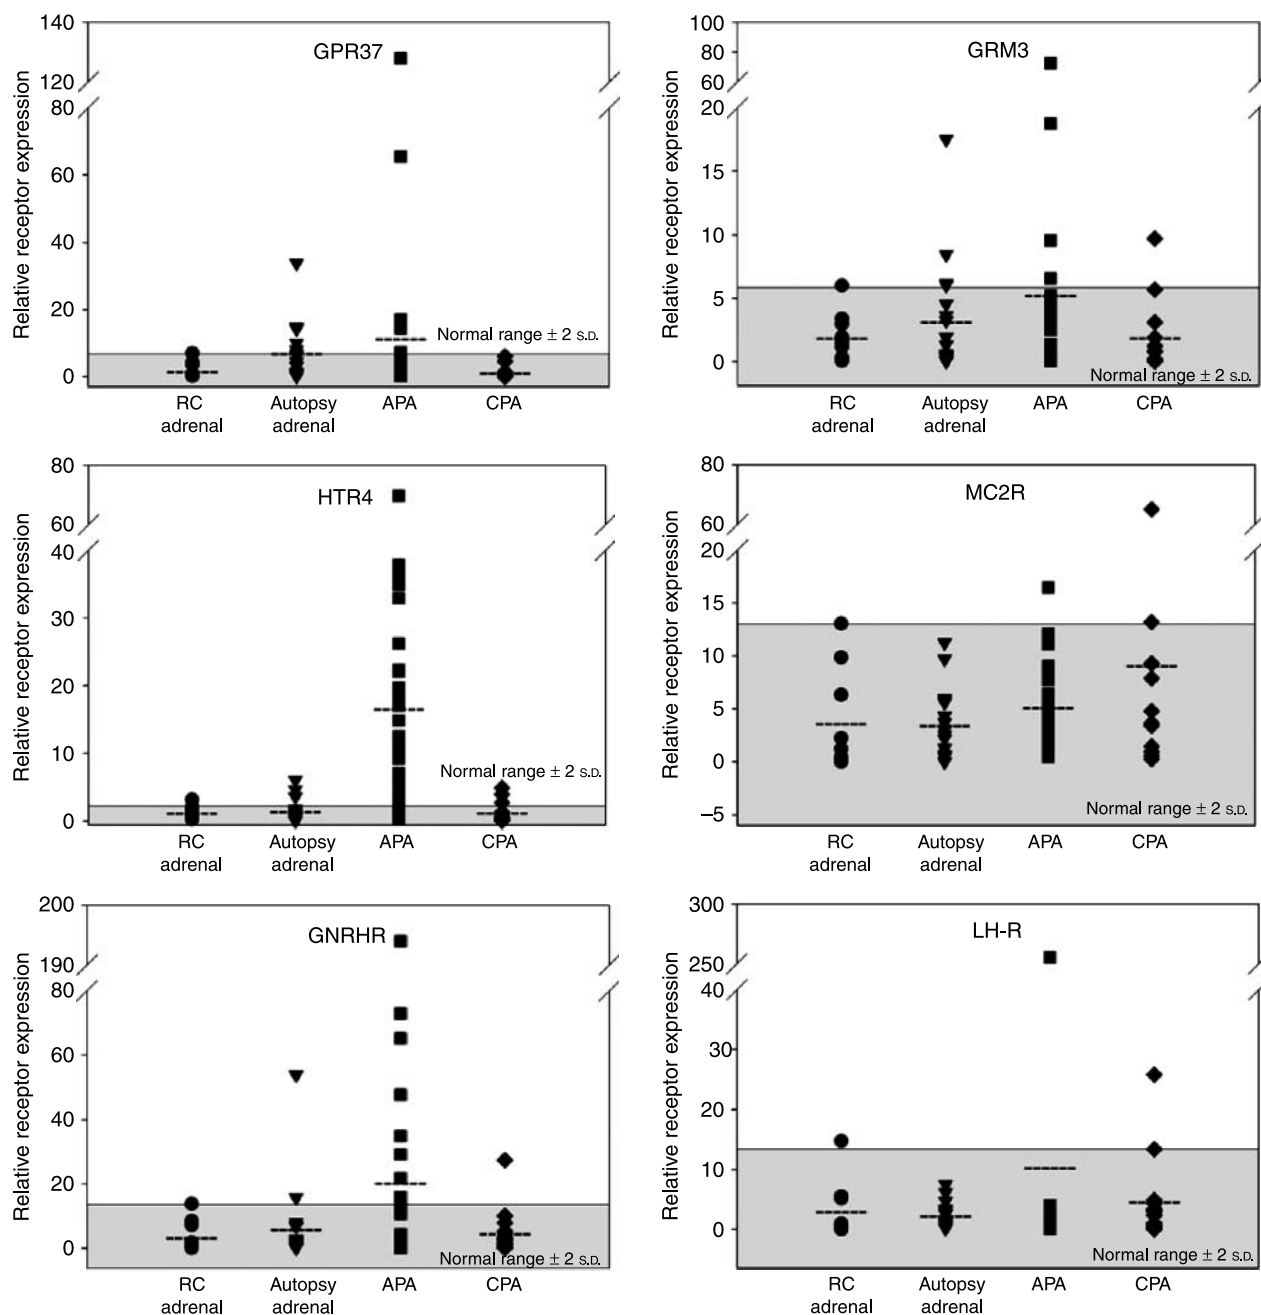 GPR37
Relative receptor expression
140
120
80
60
40
20
0
Normal range ± 2 S.D.
RC adrenal
Autopsy adrenal
APA
CPA
GRM3
Relative receptor expression
100
80
60
20
15
10
5
0
Normal range ± 2 S.D.
RC adrenal
Autopsy adrenal
APA
CPA
HTR4
Relative receptor expression
80
60
40
30
20
10
0
Normal range ± 2 S.D.
RC adrenal
Autopsy adrenal
APA
CPA
MC2R
Relative receptor expression
80
60
20
15
10
5
0
–5
Normal range ± 2 S.D.
RC adrenal
Autopsy adrenal
APA
CPA
GNRHR
Relative receptor expression
200
190
80
60
40
20
0
Normal range ± 2 S.D.
RC adrenal
Autopsy adrenal
APA
CPA
LH-R
Relative receptor expression
300
250
40
30
20
10
0
Normal range ± 2 S.D.
RC adrenal
Autopsy adrenal
APA
CPA